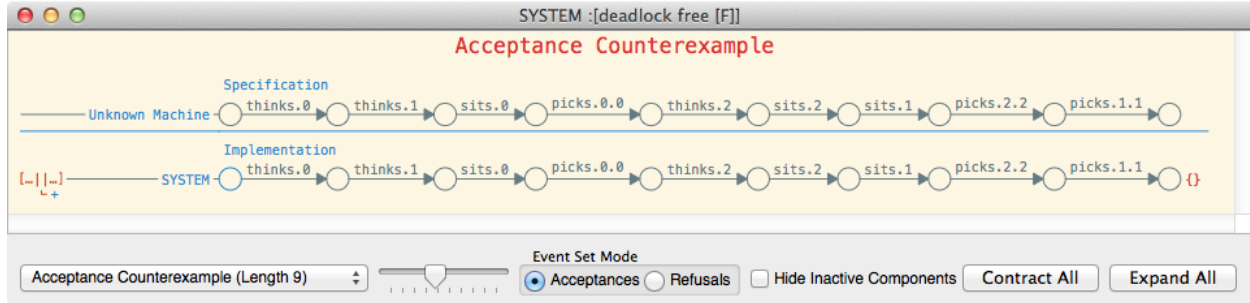 SYSTEM :[deadlock free [F]]
Acceptance Counterexample
Specification
Unknown Machine thinks.0 thinks.1 sits.0 picks.0.0 thinks.2 sits.2 sits.1 picks.2.2 picks.1.1
Implementation
[…||…] SYSTEM thinks.0 thinks.1 sits.0 picks.0.0 thinks.2 sits.2 sits.1 picks.2.2 picks.1.1 {}
+
Event Set Mode
Acceptance Counterexample (Length 9) Acceptances Refusals Hide Inactive Components Contract All Expand All